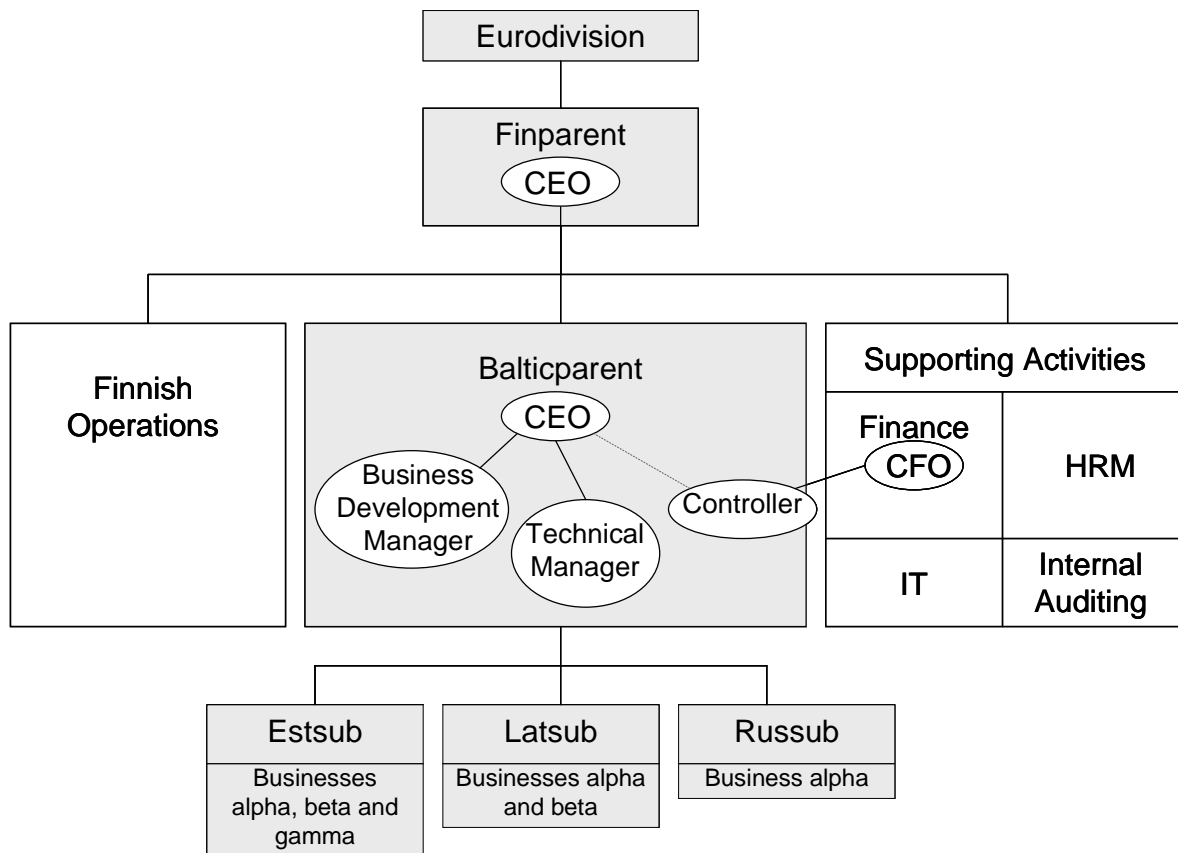 Eurodivision
Finparent
CEO
Finnish
Operations
Balticparent
CEO
Business
Development
Manager
Technical
Manager
Controller
Supporting Activities
Finance
CFO
HRM
IT
Internal
Auditing
Estsub
Businesses
alpha, beta and
gamma
Latsub
Businesses alpha
and beta
Russub
Business alpha